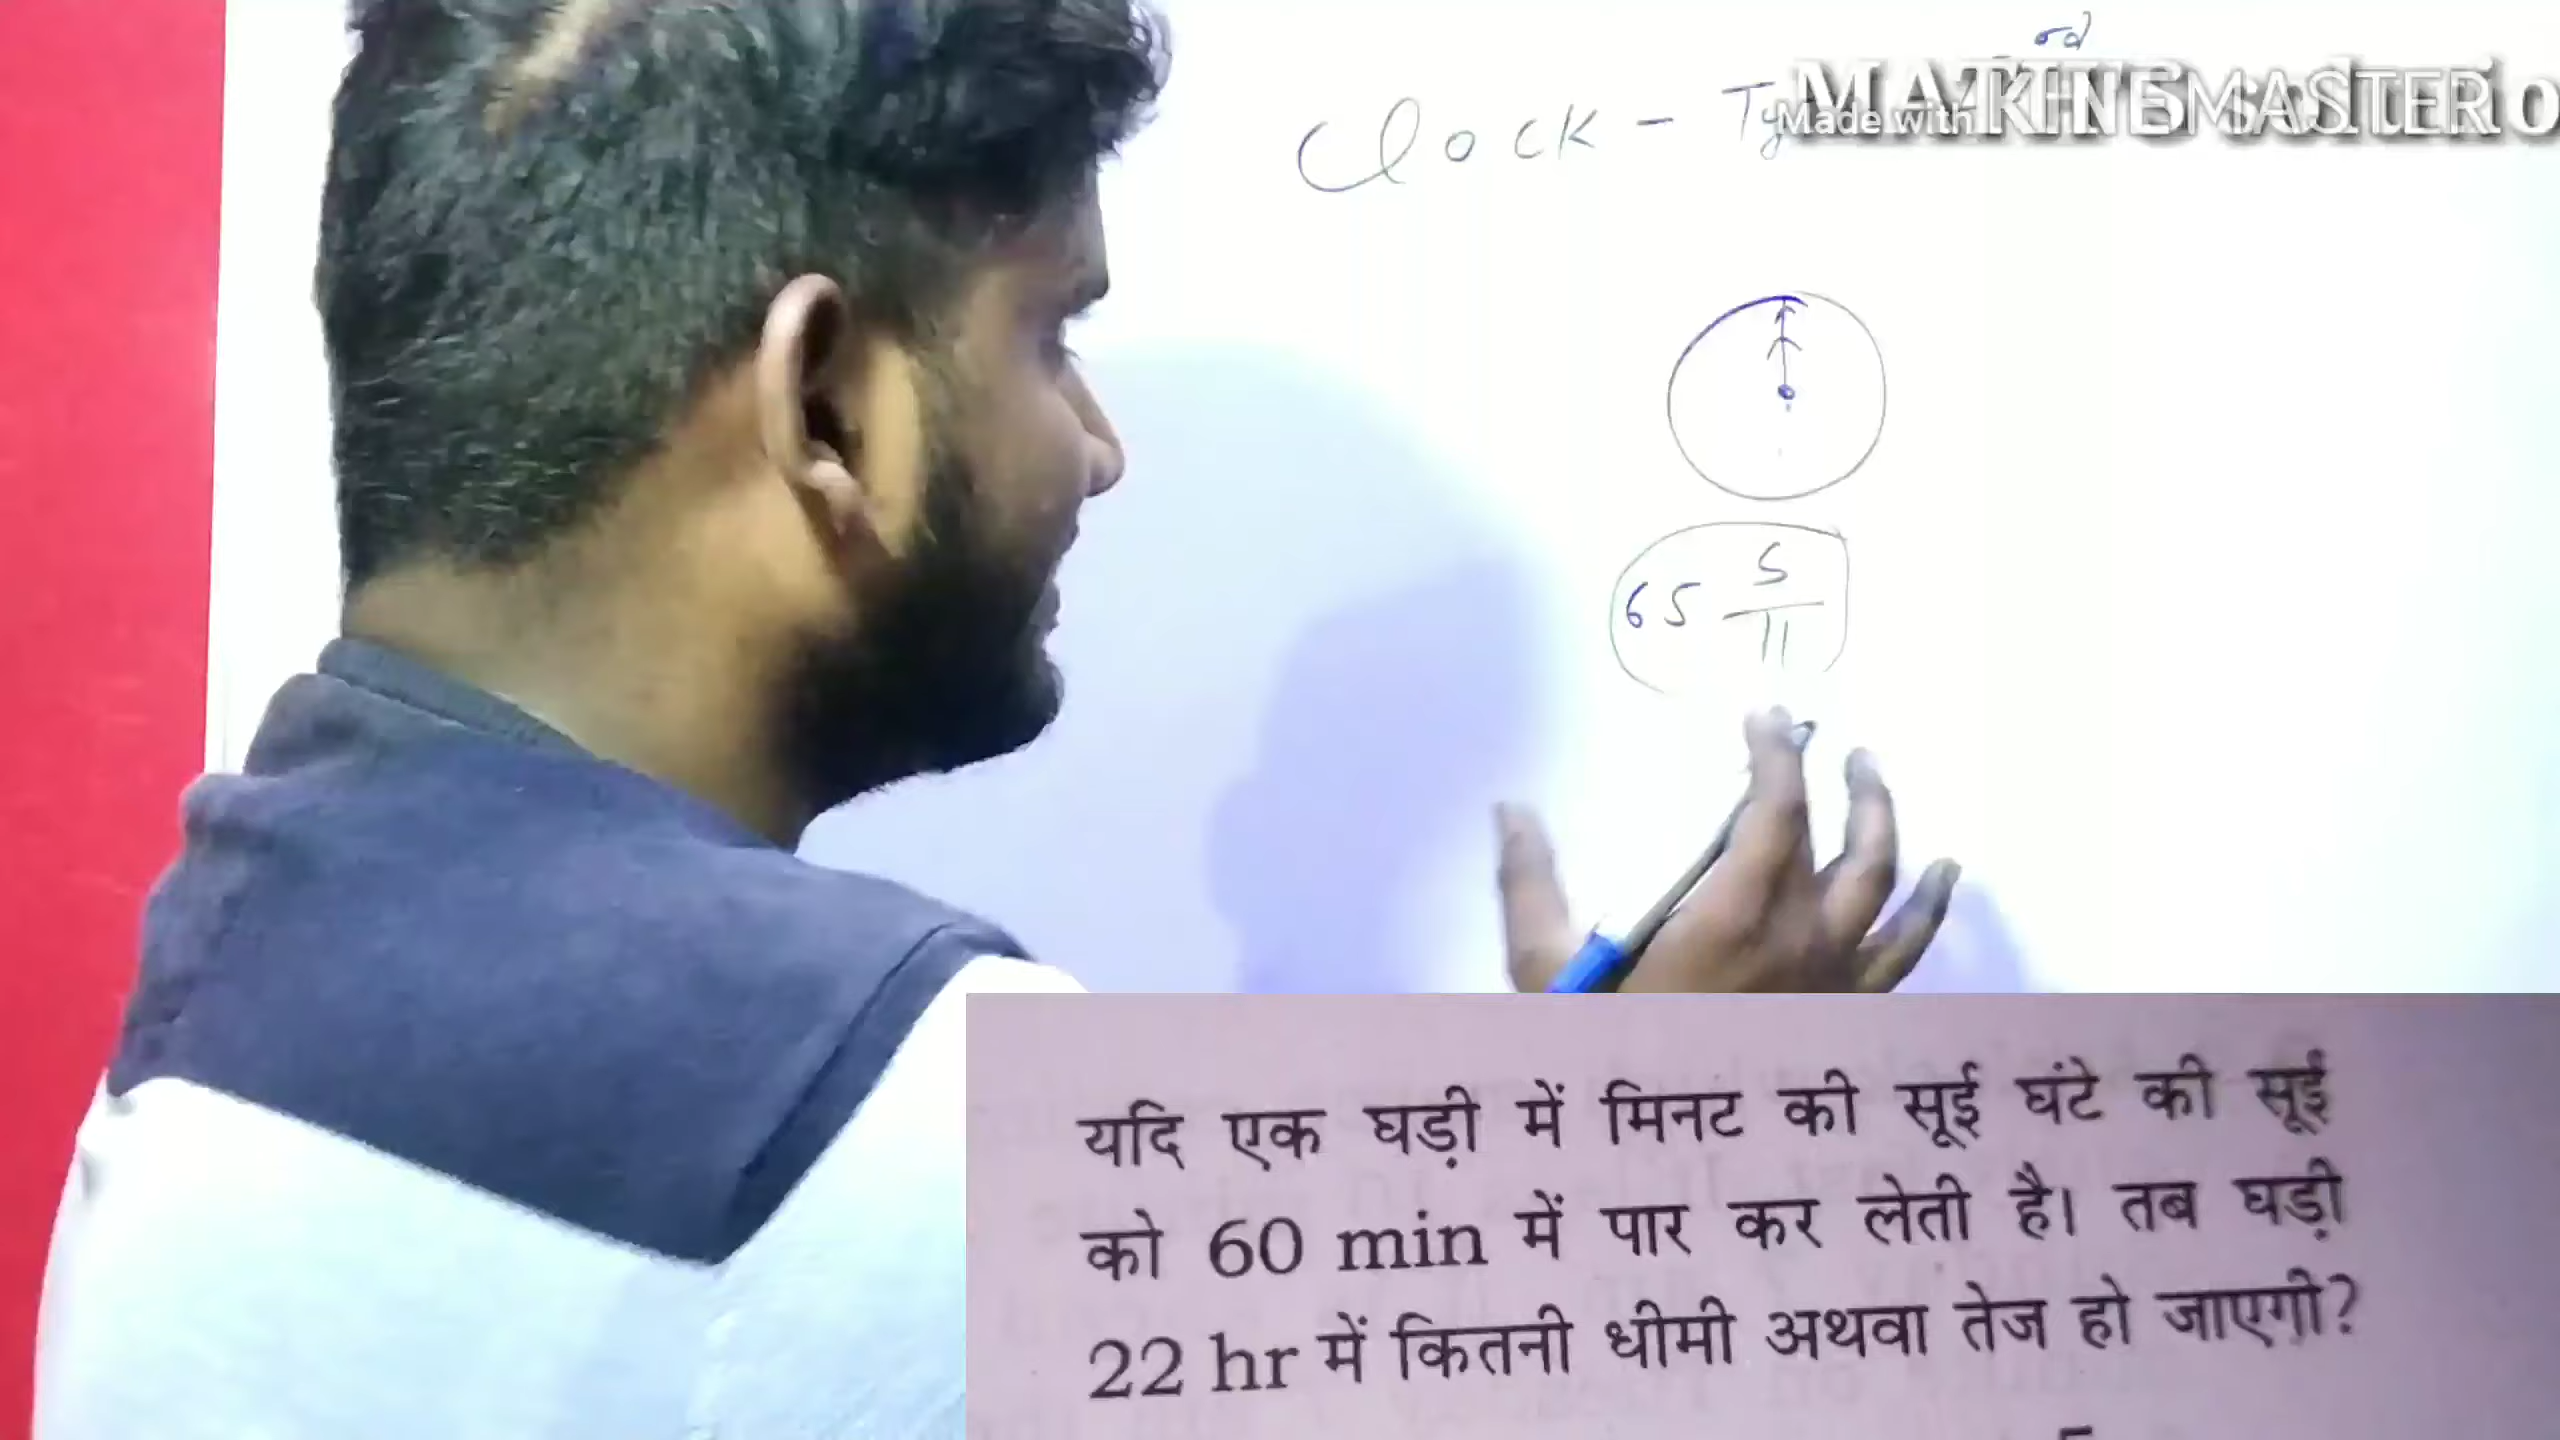 Clock - Ty
Made with KINEMASTER
65 5/11
यदि एक घड़ी में मिनट की सूई घंटे की सूई
को 60 min में पार कर लेती है। तब घड़ी
22 hr में कितनी धीमी अथवा तेज हो जाएगी?